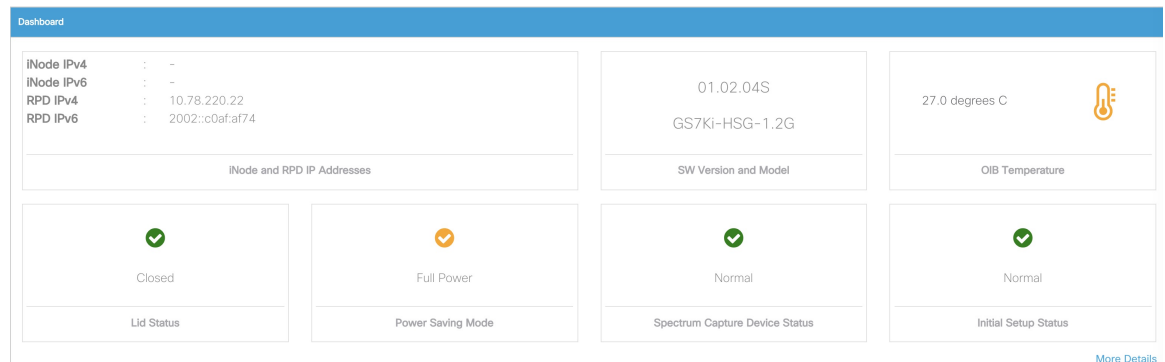 Dashboard
iNode IPv4 : -
iNode IPv6 : -
RPD IPv4 : 10.78.220.22
RPD IPv6 : 2002::c0af:af74
iNode and RPD IP Addresses
01.02.04S
GS7Ki-HSG-1.2G
SW Version and Model
27.0 degrees C
OIB Temperature
Closed
Lid Status
Full Power
Power Saving Mode
Normal
Spectrum Capture Device Status
Normal
Initial Setup Status
More Details